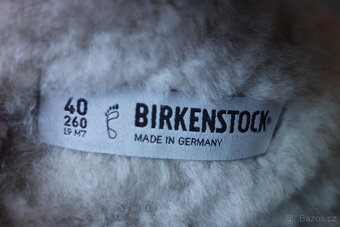 40
260
L9 M7
BIRKENSTOCK®
MADE IN GERMANY
© Bazos.cz